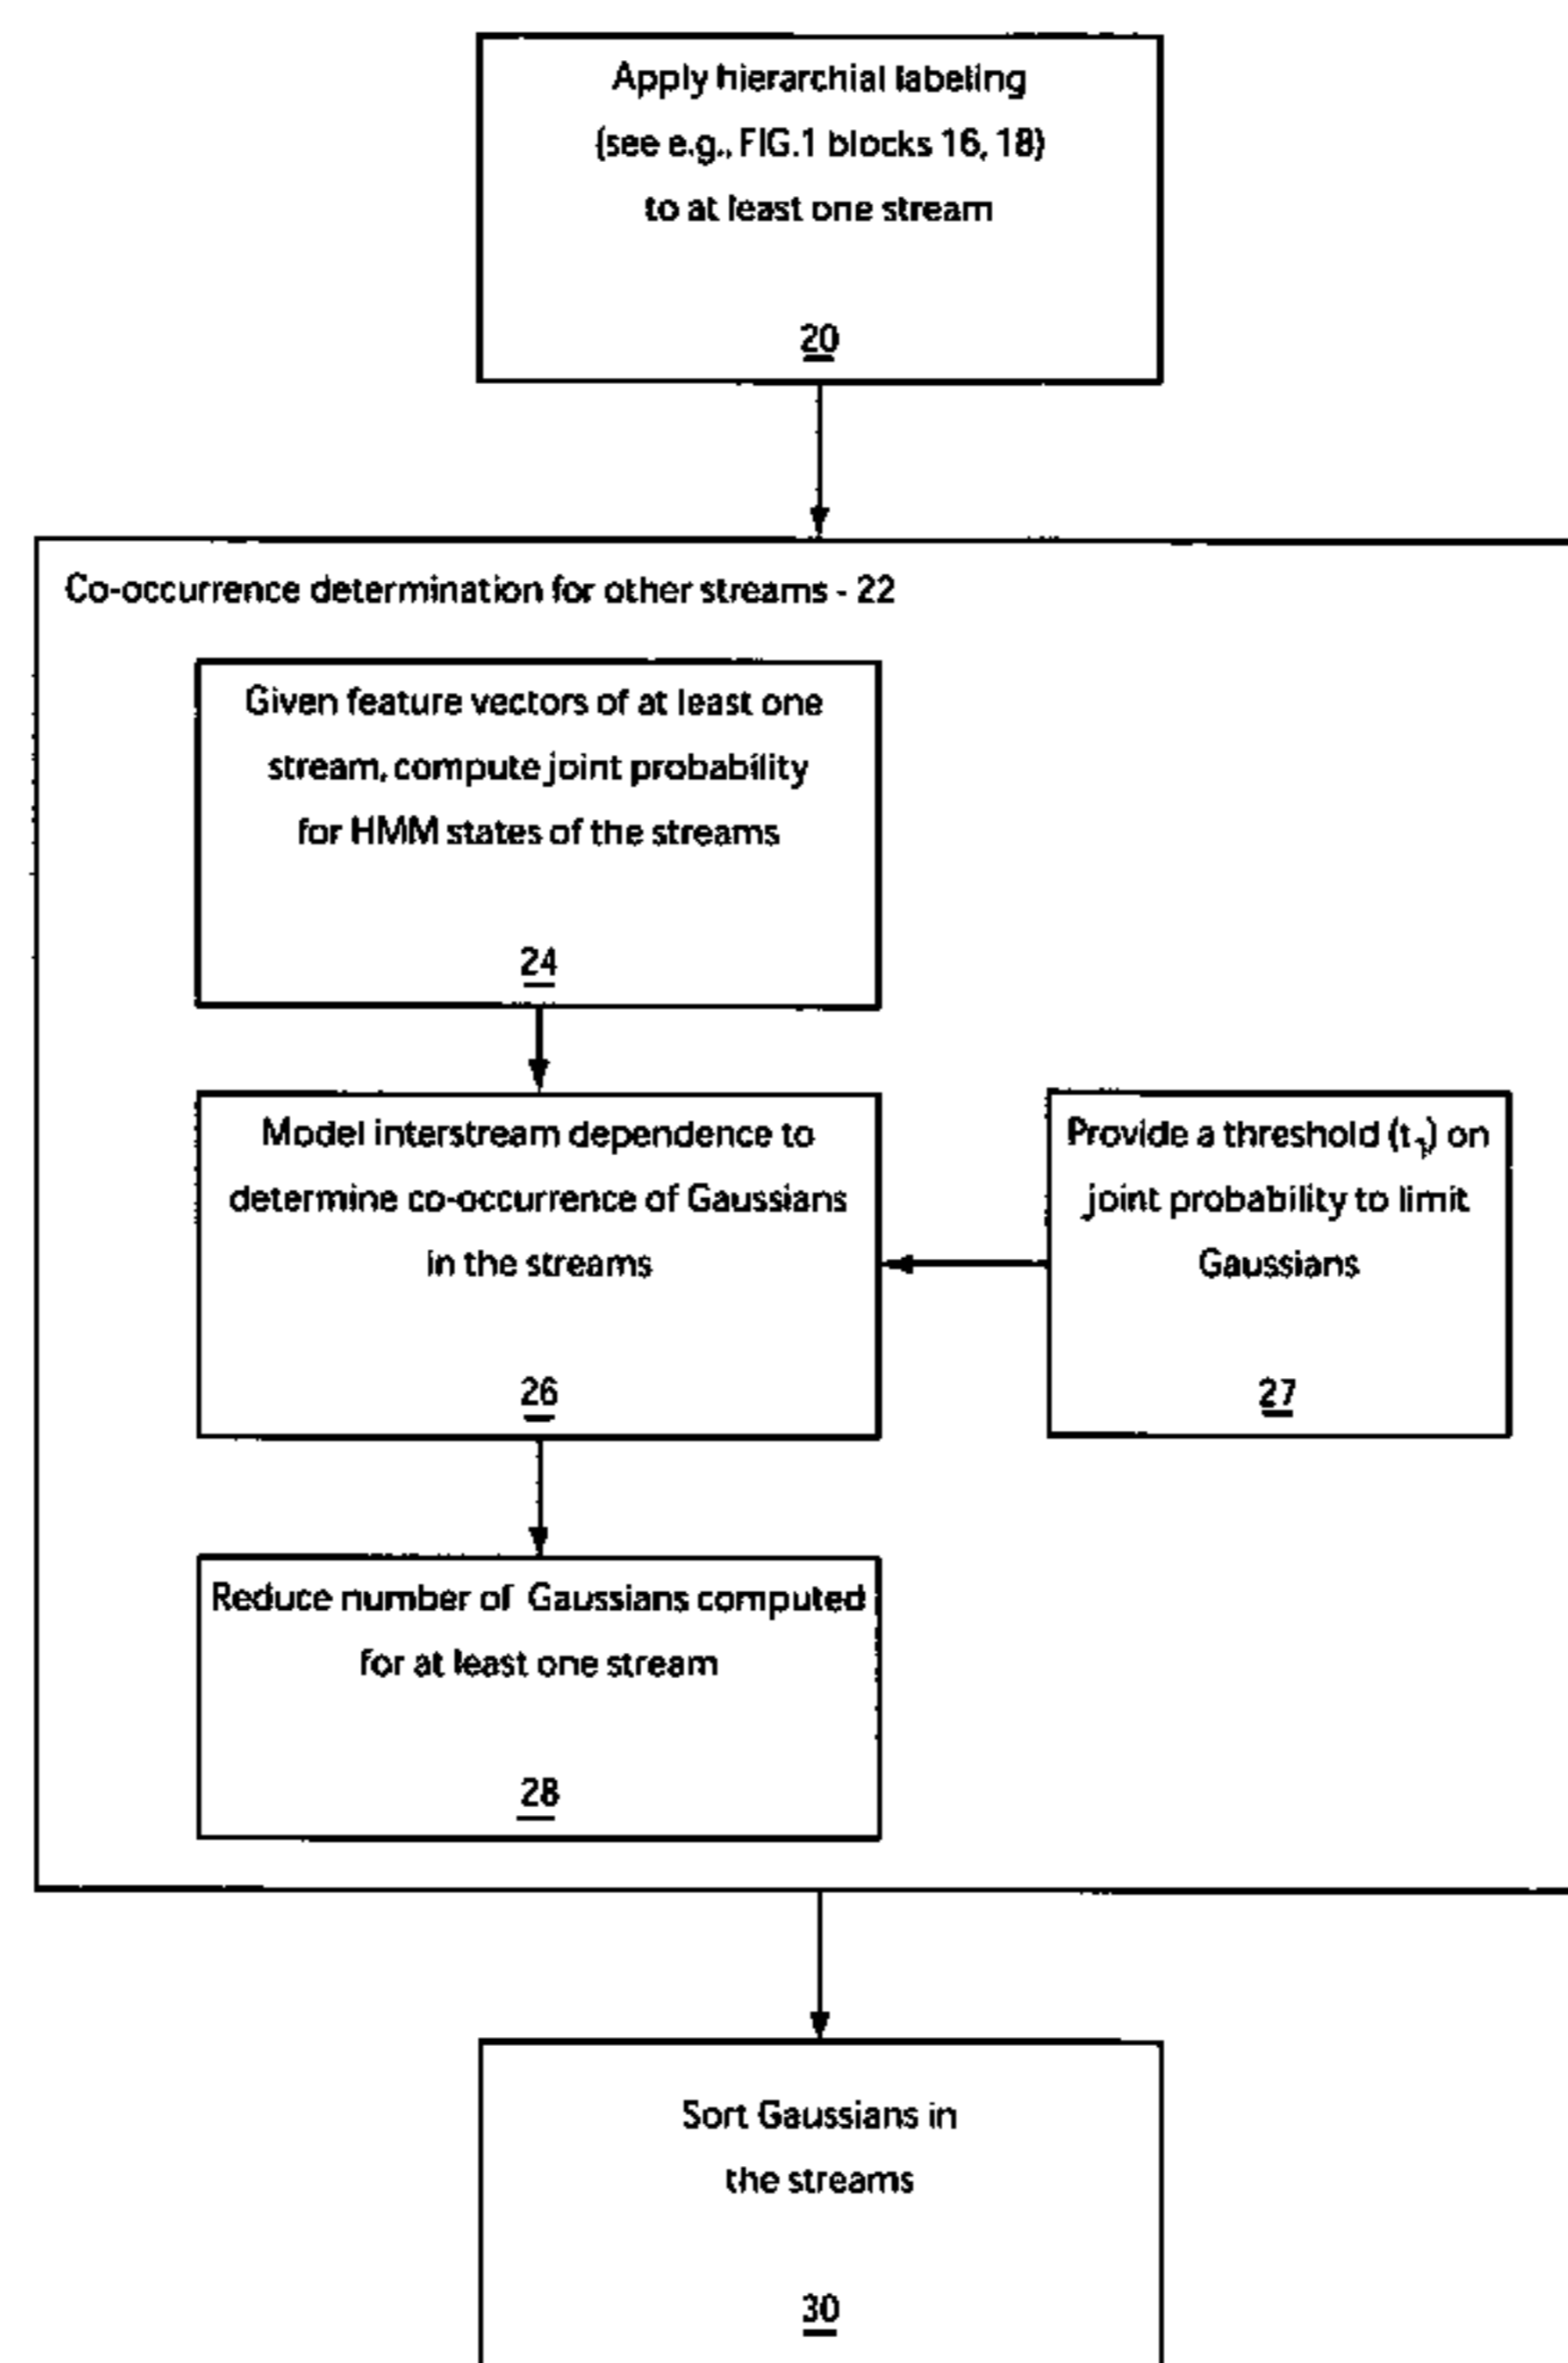 Apply hierarchial labeling
(see e.g., FIG.1 blocks 16, 18)
to at least one stream
20
Co-occurrence determination for other streams - 22
Given feature vectors of at least one
stream, compute joint probability
for HMM states of the streams
24
Model interstream dependence to
determine co-occurrence of Gaussians
in the streams
26
Provide a threshold (t₁) on
joint probability to limit
Gaussians
27
Reduce number of Gaussians computed
for at least one stream
28
Sort Gaussians in
the streams
30